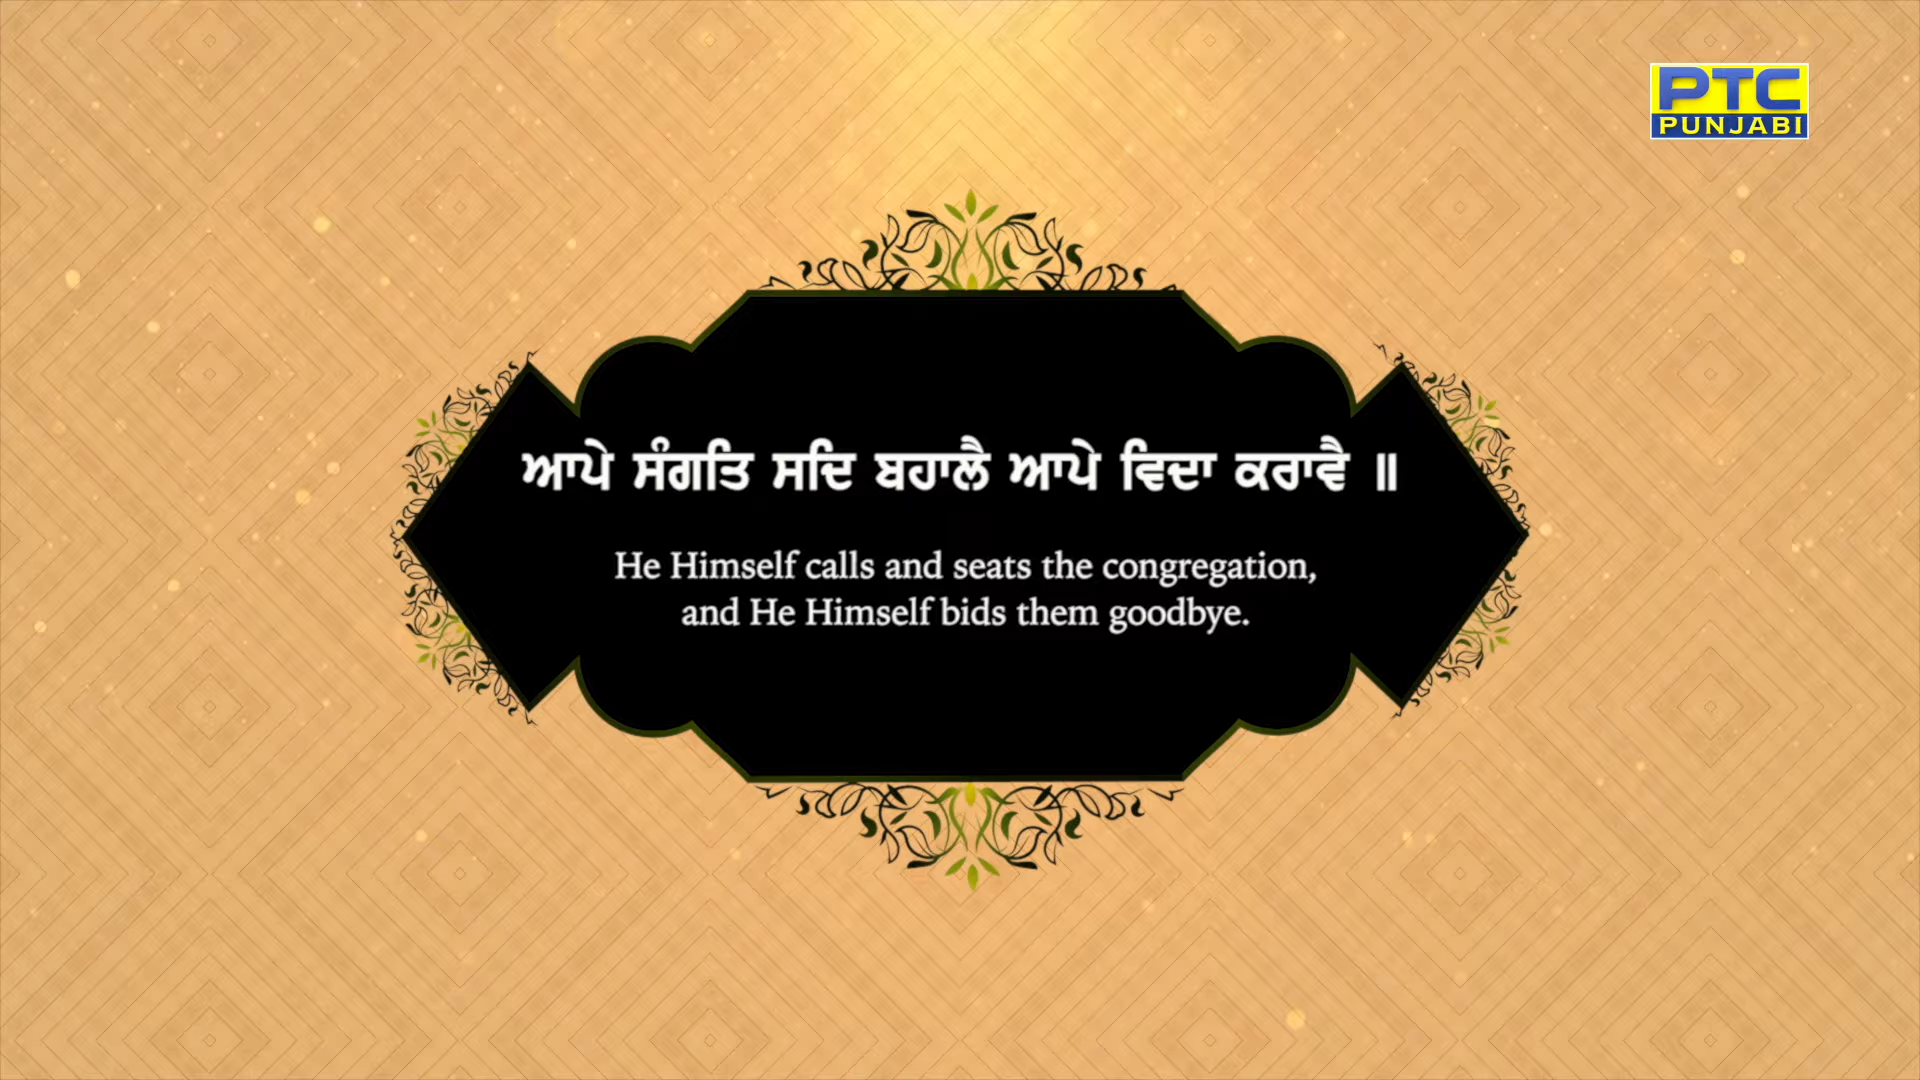 PTC
PUNJABI
ਆਪੇ ਸੰਗਤਿ ਸਦਿ ਬਹਾਲੈ ਆਪੇ ਵਿਦਾ ਕਰਾਵੈ ॥
He Himself calls and seats the congregation,
and He Himself bids them goodbye.